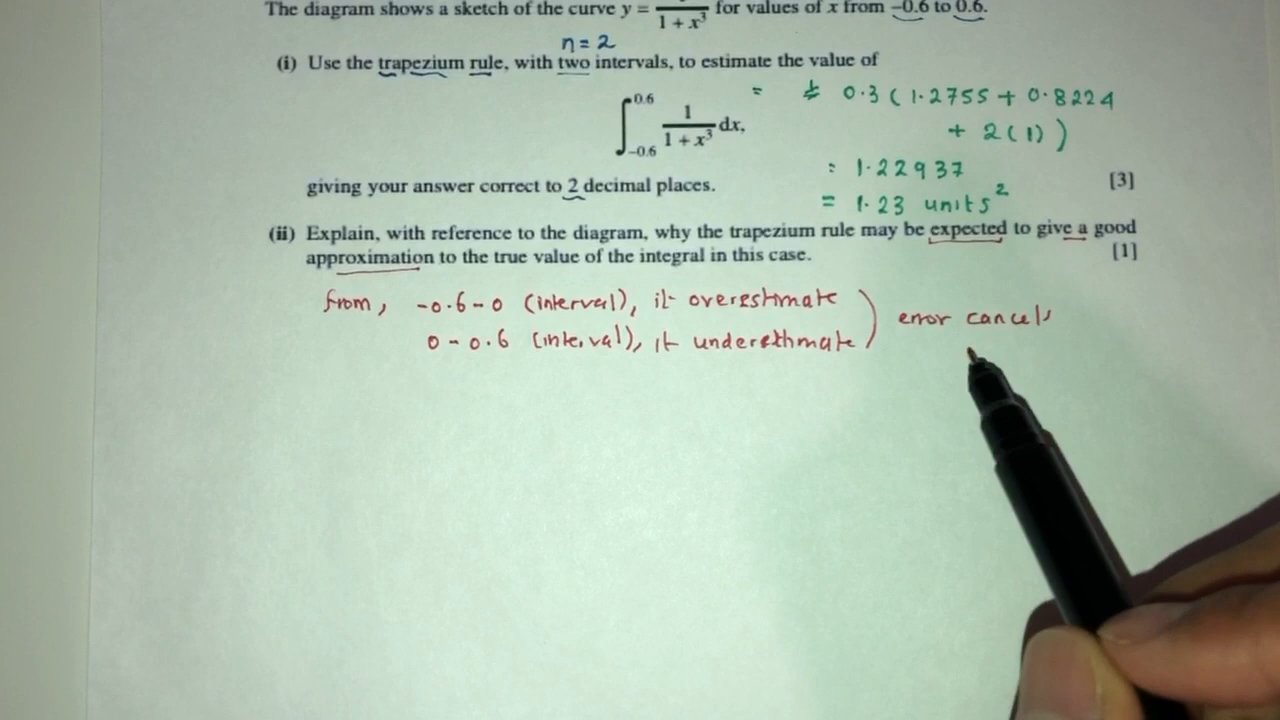 The diagram shows a sketch of the curve y = 1/(1 + x³) for values of x from −0.6 to 0.6.
n = 2
(i) Use the trapezium rule, with two intervals, to estimate the value of
∫_{−0.6}^{0.6} 1/(1 + x³) dx,
= ½ 0.3 (1.2755 + 0.8224
+ 2(1))
giving your answer correct to 2 decimal places.
= 1.22937
[3]
= 1.23 units²
(ii) Explain, with reference to the diagram, why the trapezium rule may be expected to give a good
approximation to the true value of the integral in this case. [1]
from, -0.6-0 (interval), it overestimate
0-0.6 (interval), it underestimate
error cancels